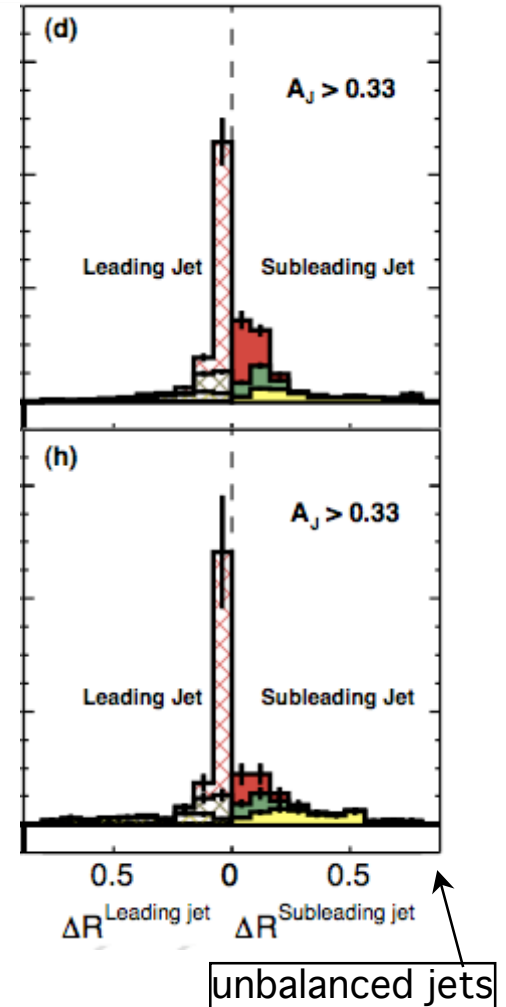 (d)
A_J > 0.33
Leading Jet Subleading Jet
(h)
A_J > 0.33
Leading Jet Subleading Jet
0.5 0 0.5
ΔR^Leading jet ΔR^Subleading jet
unbalanced jets